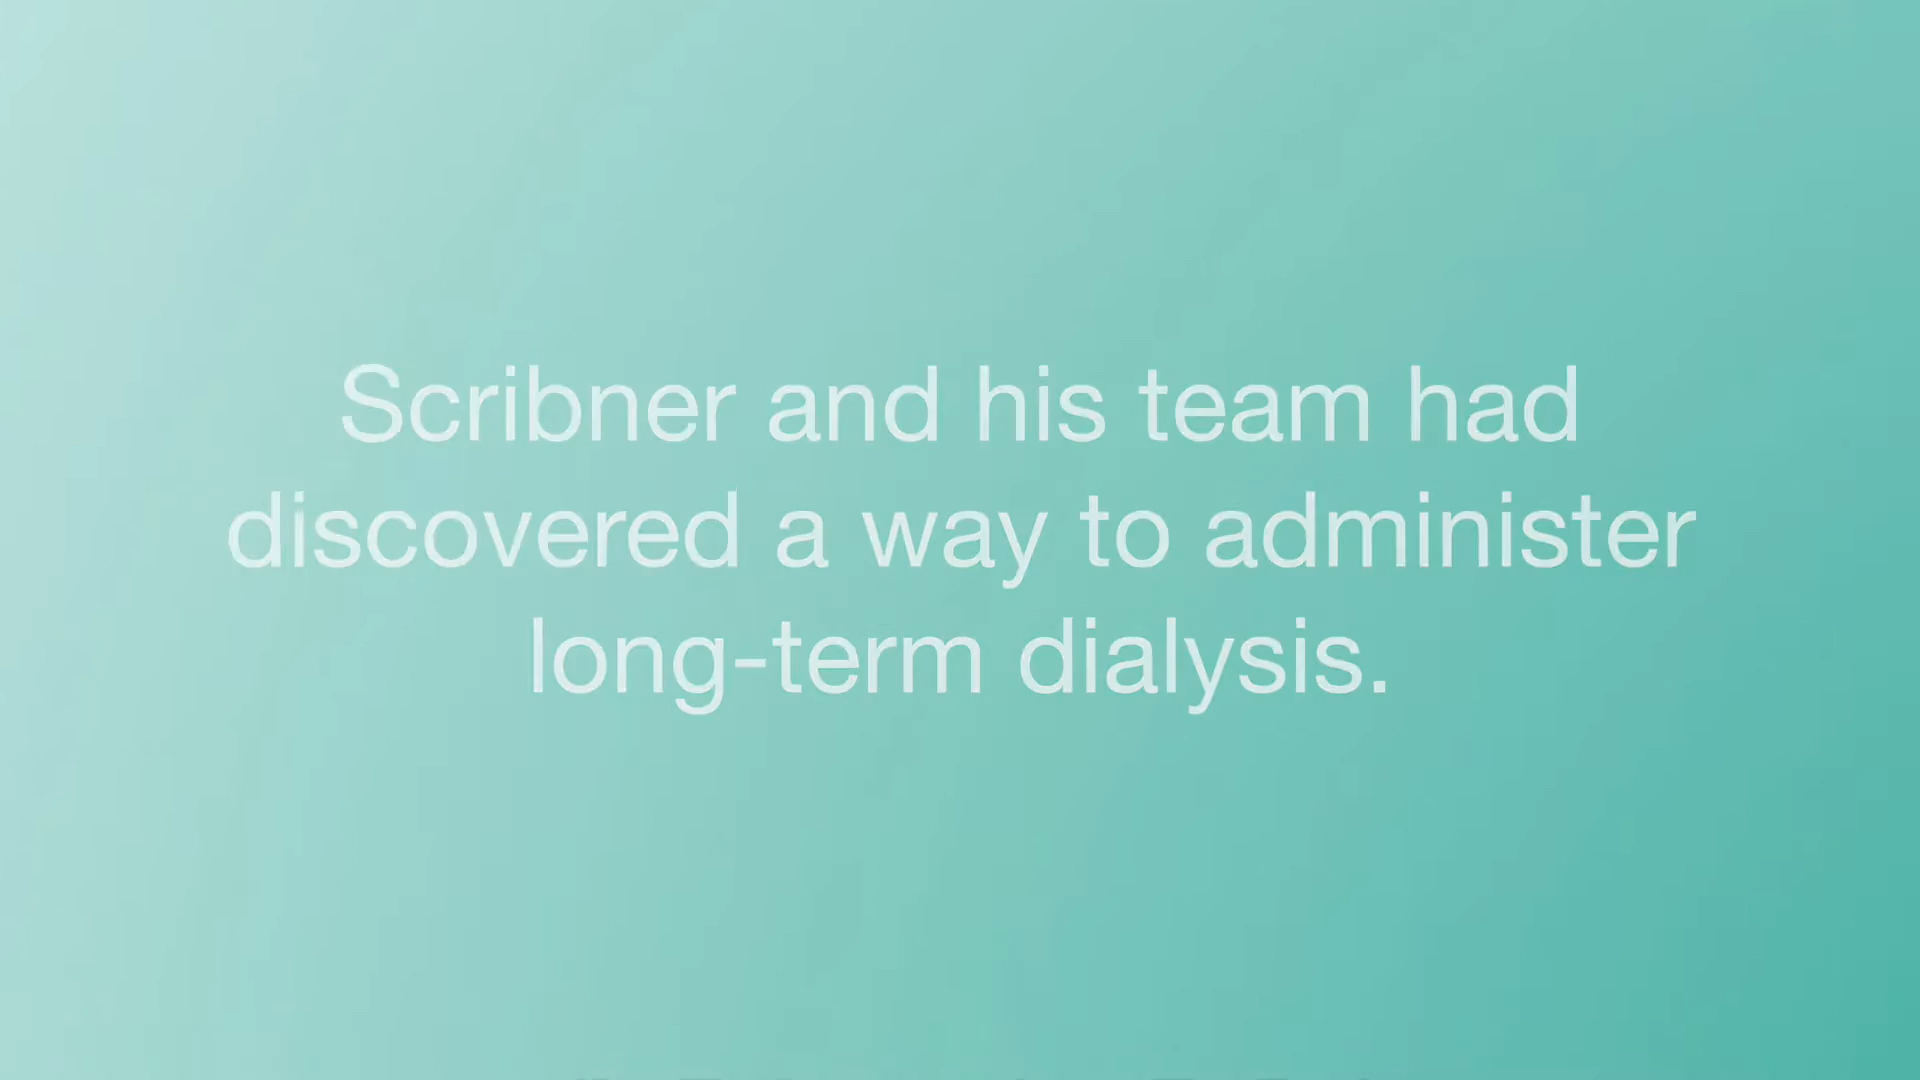 Scribner and his team had
discovered a way to administer
long-term dialysis.